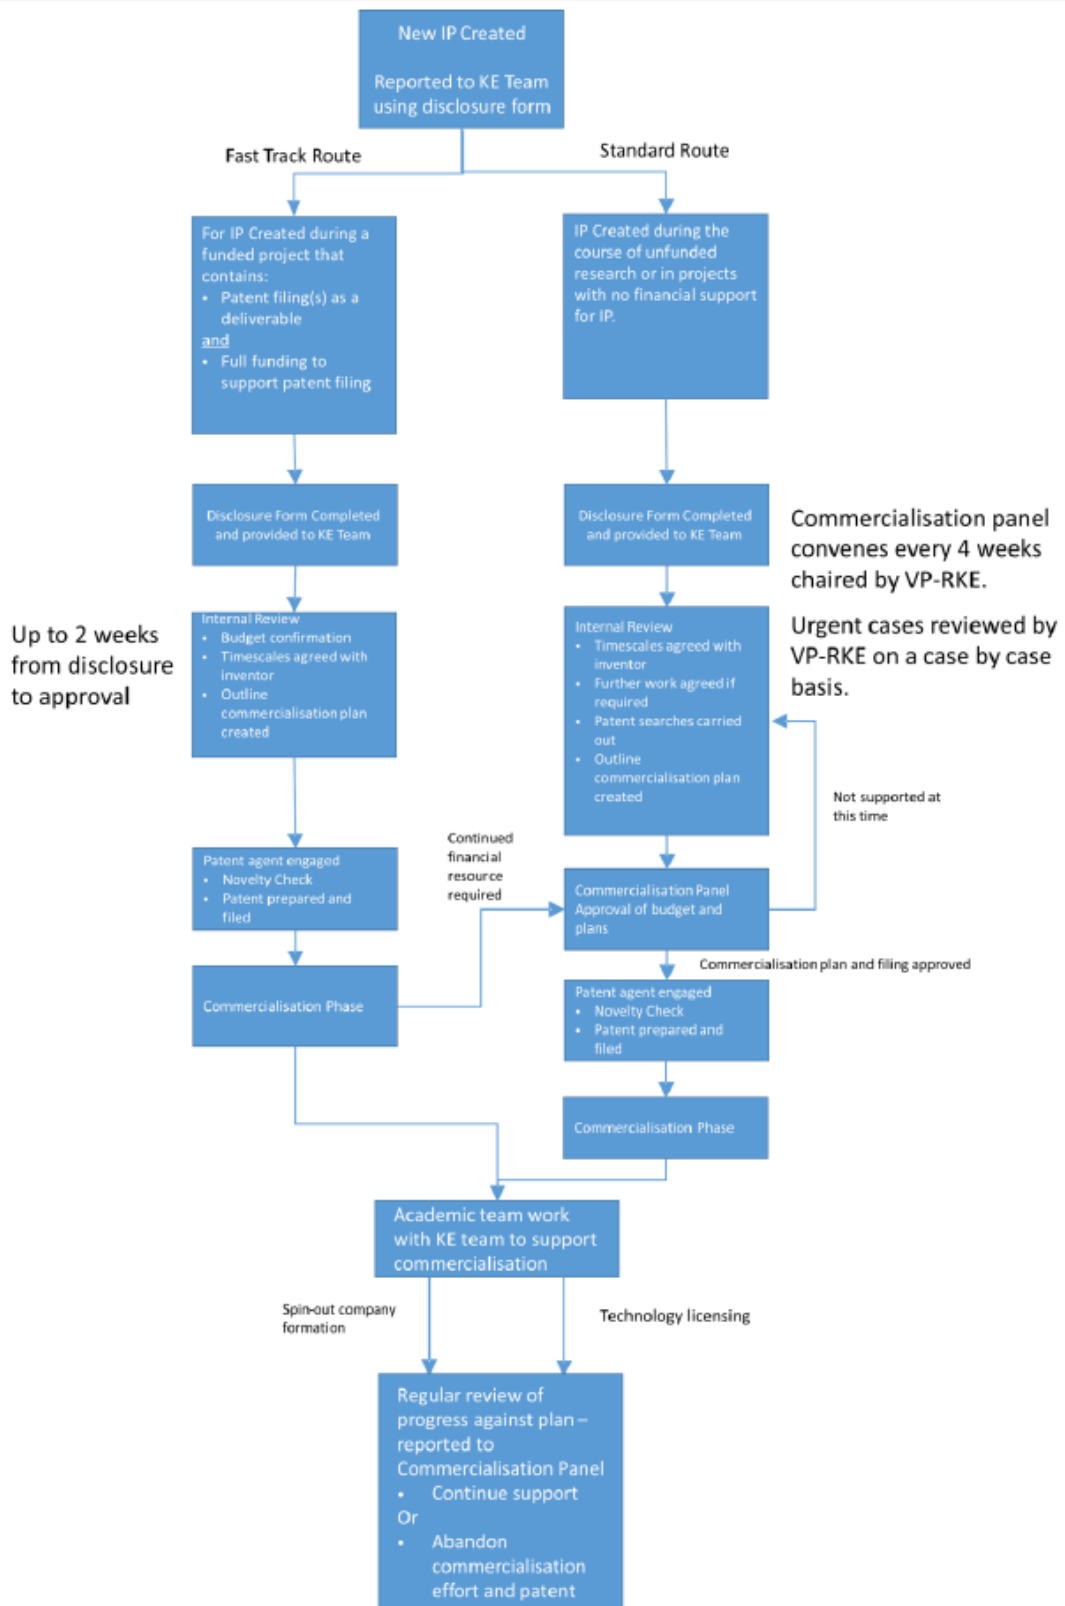 New IP Created
Reported to KE Team
using disclosure form
Fast Track Route
Standard Route
For IP Created during a
funded project that
contains:
• Patent filing(s) as a
deliverable
and
• Full funding to
support patent filing
IP Created during the
course of unfunded
research or in projects
with no financial support
for IP.
Disclosure Form Completed
and provided to KE Team
Disclosure Form Completed
and provided to KE Team
Commercialisation panel
convenes every 4 weeks
chaired by VP-RKE.
Urgent cases reviewed by
VP-RKE on a case by case
basis.
Up to 2 weeks
from disclosure
to approval
Internal Review
• Budget confirmation
• Timescales agreed with
inventor
• Outline
commercialisation plan
created
Internal Review
• Timescales agreed with
inventor
• Further work agreed if
required
• Patent searches carried
out
• Outline
commercialisation plan
created
Not supported at
this time
Continued
financial
resource
required
Patent agent engaged
• Novelty Check
• Patent prepared and
filed
Commercialisation Panel
Approval of budget and
plans
Commercialisation plan and filing approved
Commercialisation Phase
Patent agent engaged
• Novelty Check
• Patent prepared and
filed
Commercialisation Phase
Academic team work
with KE team to support
commercialisation
Spin-out company
formation
Technology licensing
Regular review of
progress against plan –
reported to
Commercialisation Panel
• Continue support
Or
• Abandon
commercialisation
effort and patent